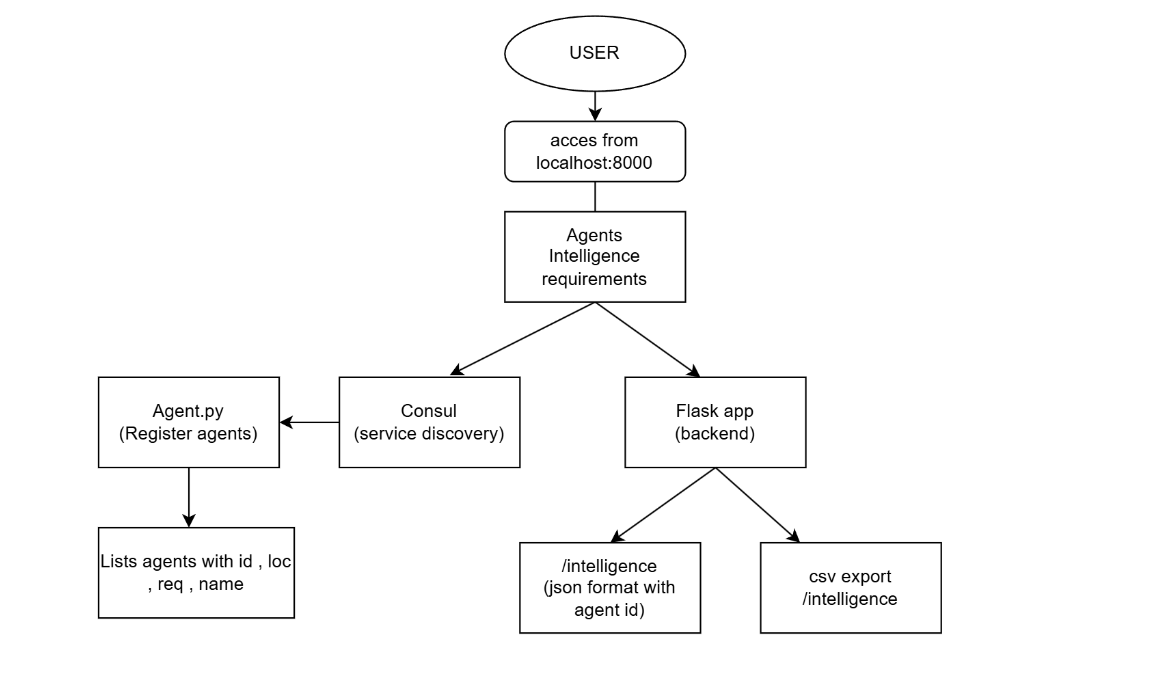 USER
acces from
localhost:8000
Agents
Intelligence
requirements
Agent.py
(Register agents)
Consul
(service discovery)
Flask app
(backend)
Lists agents with id , loc
, req , name
/intelligence
(json format with
agent id)
csv export
/intelligence